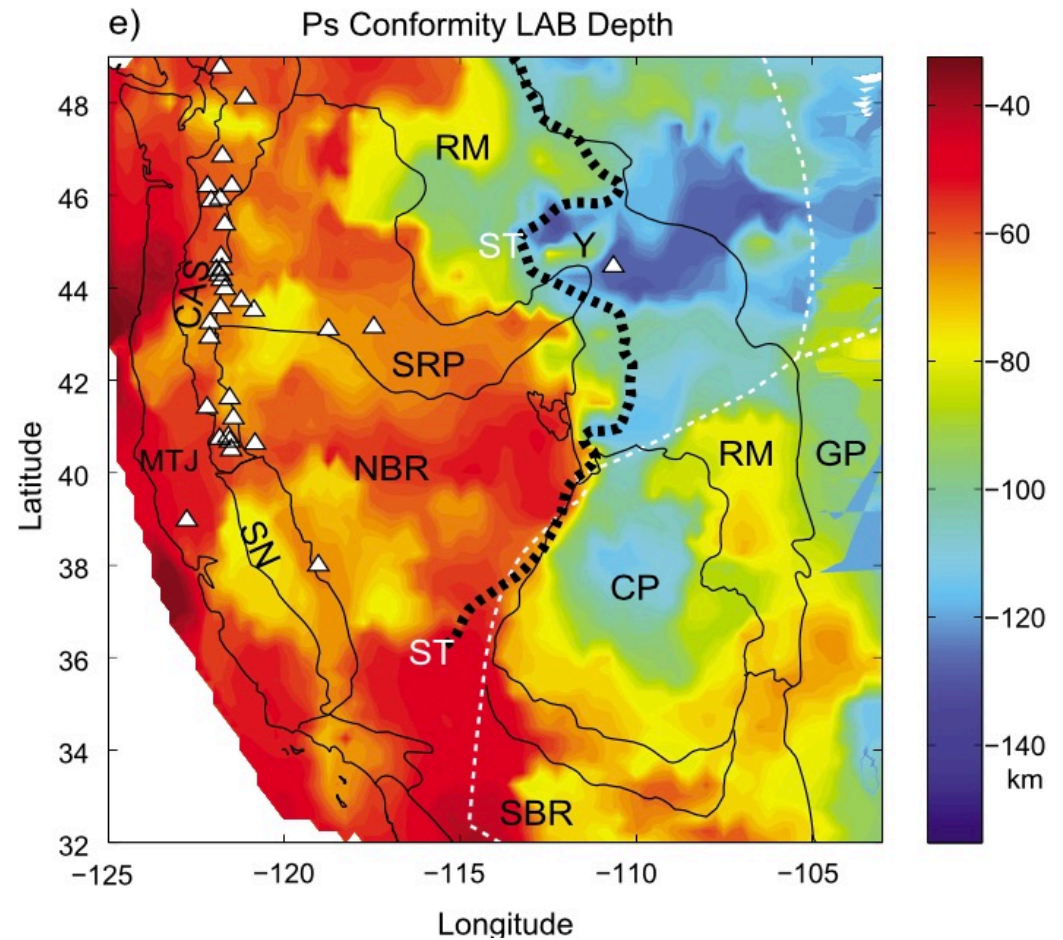 e) Ps Conformity LAB Depth
48
46
44
42
40
38
36
34
32
Latitude
−125
−120
−115
−110
−105
Longitude
RM
ST
Y
CAS
SRP
MTJ
NBR
RM
GP
SN
CP
ST
SBR
−40
−60
−80
−100
−120
−140
km